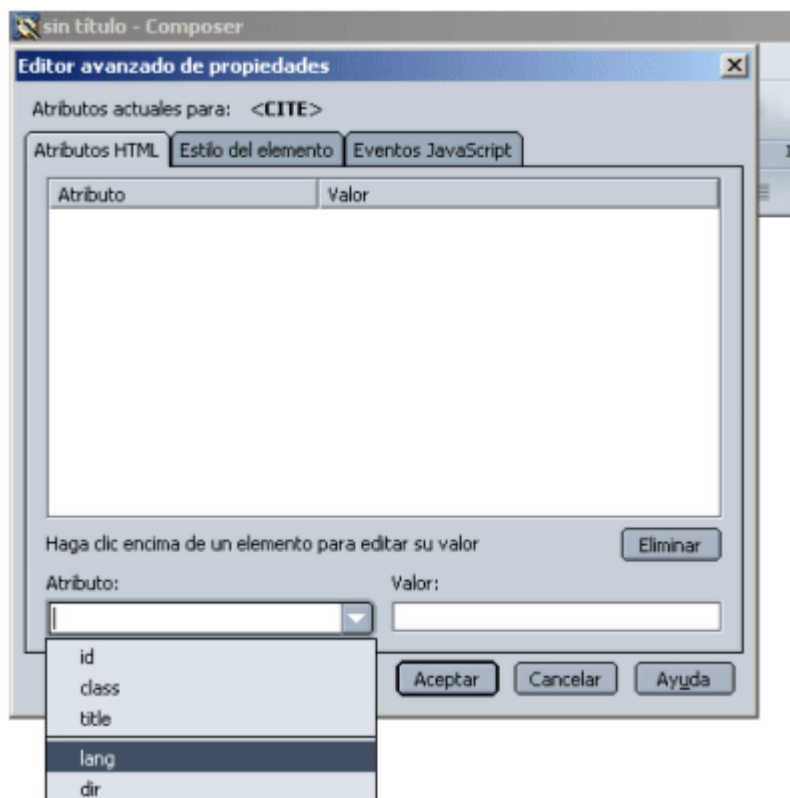 sin título - Composer
Editor avanzado de propiedades
Atributos actuales para: <CITE>
Atributos HTML Estilo del elemento Eventos JavaScript
Atributo Valor
Haga clic encima de un elemento para editar su valor Eliminar
Atributo: Valor:
id
class
title
Aceptar Cancelar Ayuda
lang
dir